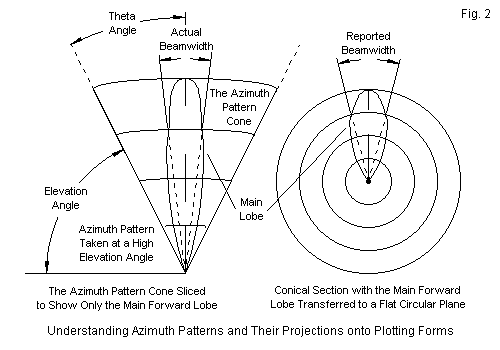 Fig. 2
Theta
Angle
Actual
Beamwidth
Reported
Beamwidth
The Azimuth
Pattern
Cone
Elevation
Angle
Main
Lobe
Azimuth Pattern
Taken at a High
Elevation Angle
The Azimuth Pattern Cone Sliced
to Show Only the Main Forward Lobe
Conical Section with the Main Forward
Lobe Transferred to a Flat Circular Plane
Understanding Azimuth Patterns and Their Projections onto Plotting Forms